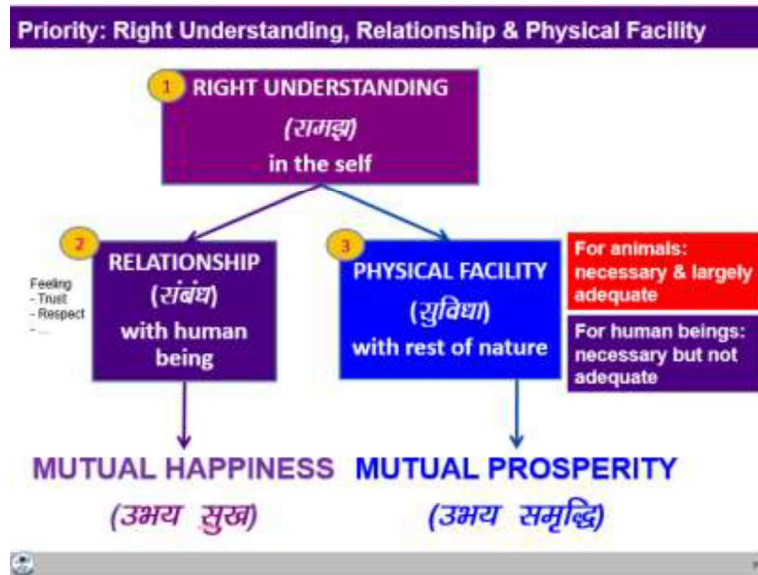 Priority: Right Understanding, Relationship & Physical Facility
1
RIGHT UNDERSTANDING
(समझ)
in the self
2
RELATIONSHIP
(संबंध)
with human
being
Feeling
- Trust
- Respect
- ...
3
PHYSICAL FACILITY
(सुविधा)
with rest of nature
For animals:
necessary & largely
adequate
For human beings:
necessary but not
adequate
MUTUAL HAPPINESS
(उभय सुख)
MUTUAL PROSPERITY
(उभय समृद्धि)